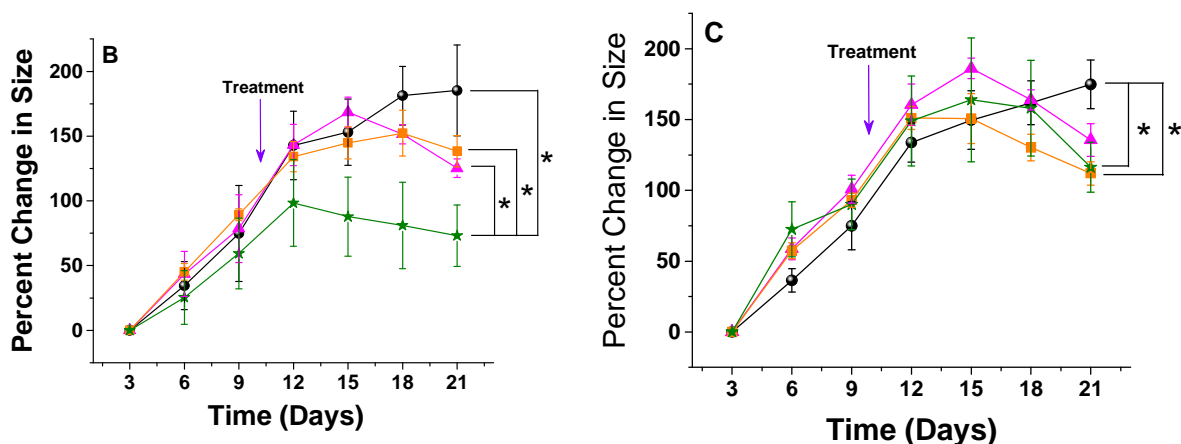 B
Treatment
Percent Change in Size
200
150
100
50
0
*
*
*
3 6 9 12 15 18 21
Time (Days)
C
Treatment
Percent Change in Size
200
150
100
50
0
*
*
3 6 9 12 15 18 21
Time (Days)